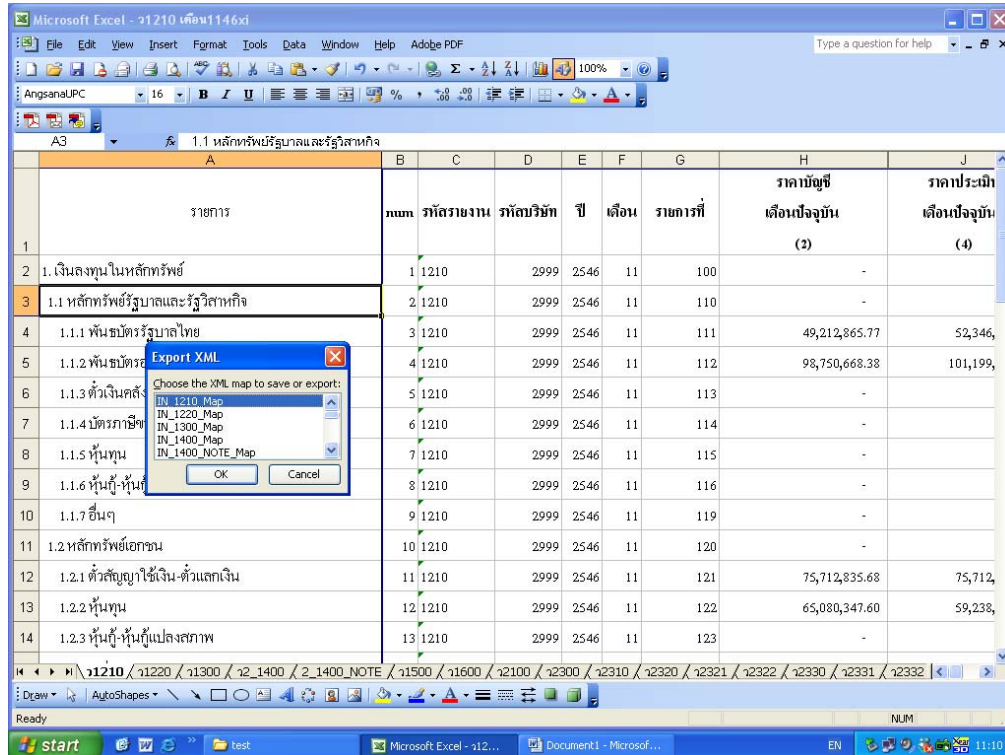 Microsoft Excel - ว1210 เดือน1146xi
File Edit View Insert Format Tools Data Window Help Adobe PDF
Type a question for help
100%
AngsanaUPC 16 B I U
A3 fx 1.1 หลักทรัพย์รัฐบาลและรัฐวิสาหกิจ
A B C D E F G H J
1 รายการ num รหัสรายงาน รหัสบริษัท ปี เดือน รายการที่ ราคาบัญชี เดือนปัจจุบัน (2) ราคาประเมิน เดือนปัจจุบัน (4)
2 1. เงินลงทุนในหลักทรัพย์ 1 1210 2999 2546 11 100 -
3 1.1 หลักทรัพย์รัฐบาลและรัฐวิสาหกิจ 2 1210 2999 2546 11 110 -
4 1.1.1 พันธบัตรรัฐบาลไทย 3 1210 2999 2546 11 111 49,212,865.77 52,346,
5 1.1.2 พันธบัตร 4 1210 2999 2546 11 112 98,750,668.38 101,199,
6 1.1.3 ตั๋วเงินคลัง 5 1210 2999 2546 11 113 -
7 1.1.4 บัตรภาษี 6 1210 2999 2546 11 114 -
8 1.1.5 หุ้นทุน 7 1210 2999 2546 11 115 -
9 1.1.6 หุ้นกู้-หุ้นกู้ 8 1210 2999 2546 11 116 -
10 1.1.7 อื่นๆ 9 1210 2999 2546 11 119 -
11 1.2 หลักทรัพย์เอกชน 10 1210 2999 2546 11 120 -
12 1.2.1 ตั๋วสัญญาใช้เงิน-ตั๋วแลกเงิน 11 1210 2999 2546 11 121 75,712,835.68 75,712,
13 1.2.2 หุ้นทุน 12 1210 2999 2546 11 122 65,080,347.60 59,238,
14 1.2.3 หุ้นกู้-หุ้นกู้แปลงสภาพ 13 1210 2999 2546 11 123 -
Export XML
Choose the XML map to save or export:
IN_1210_Map
IN_1220_Map
IN_1300_Map
IN_1400_Map
IN_1400_NOTE_Map
OK Cancel
ว1210 / ว1220 / ว1300 / ว2_1400 / 2_1400_NOTE / ว1500 / ว1600 / ว2100 / ว2300 / ว2310 / ว2320 / ว2321 / ว2322 / ว2330 / ว2331 / ว2332
Draw AutoShapes
Ready NUM
start test Microsoft Excel - ว12... Document1 - Microsof... EN 11:10